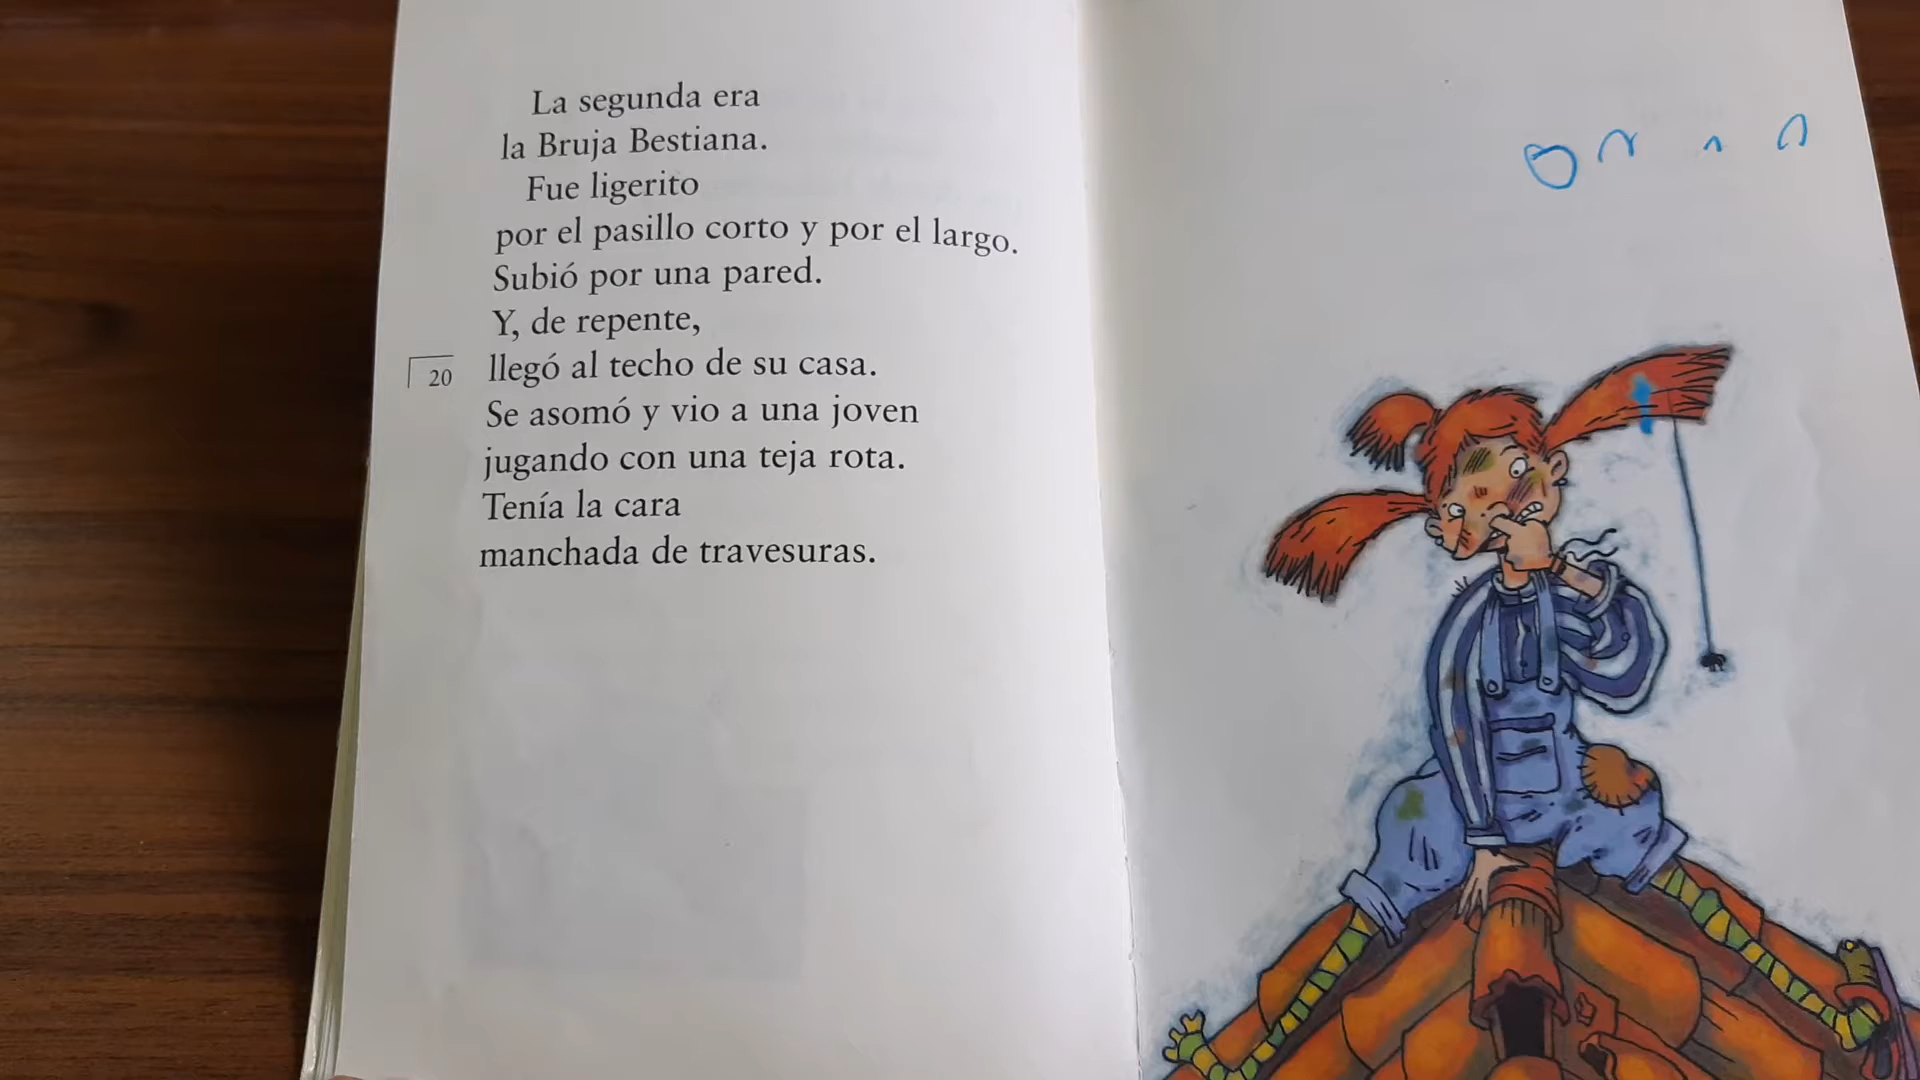 La segunda era
la Bruja Bestiana.
Fue ligerito
por el pasillo corto y por el largo.
Subió por una pared.
Y, de repente,
llegó al techo de su casa.
20
Se asomó y vio a una joven
jugando con una teja rota.
Tenía la cara
manchada de travesuras.